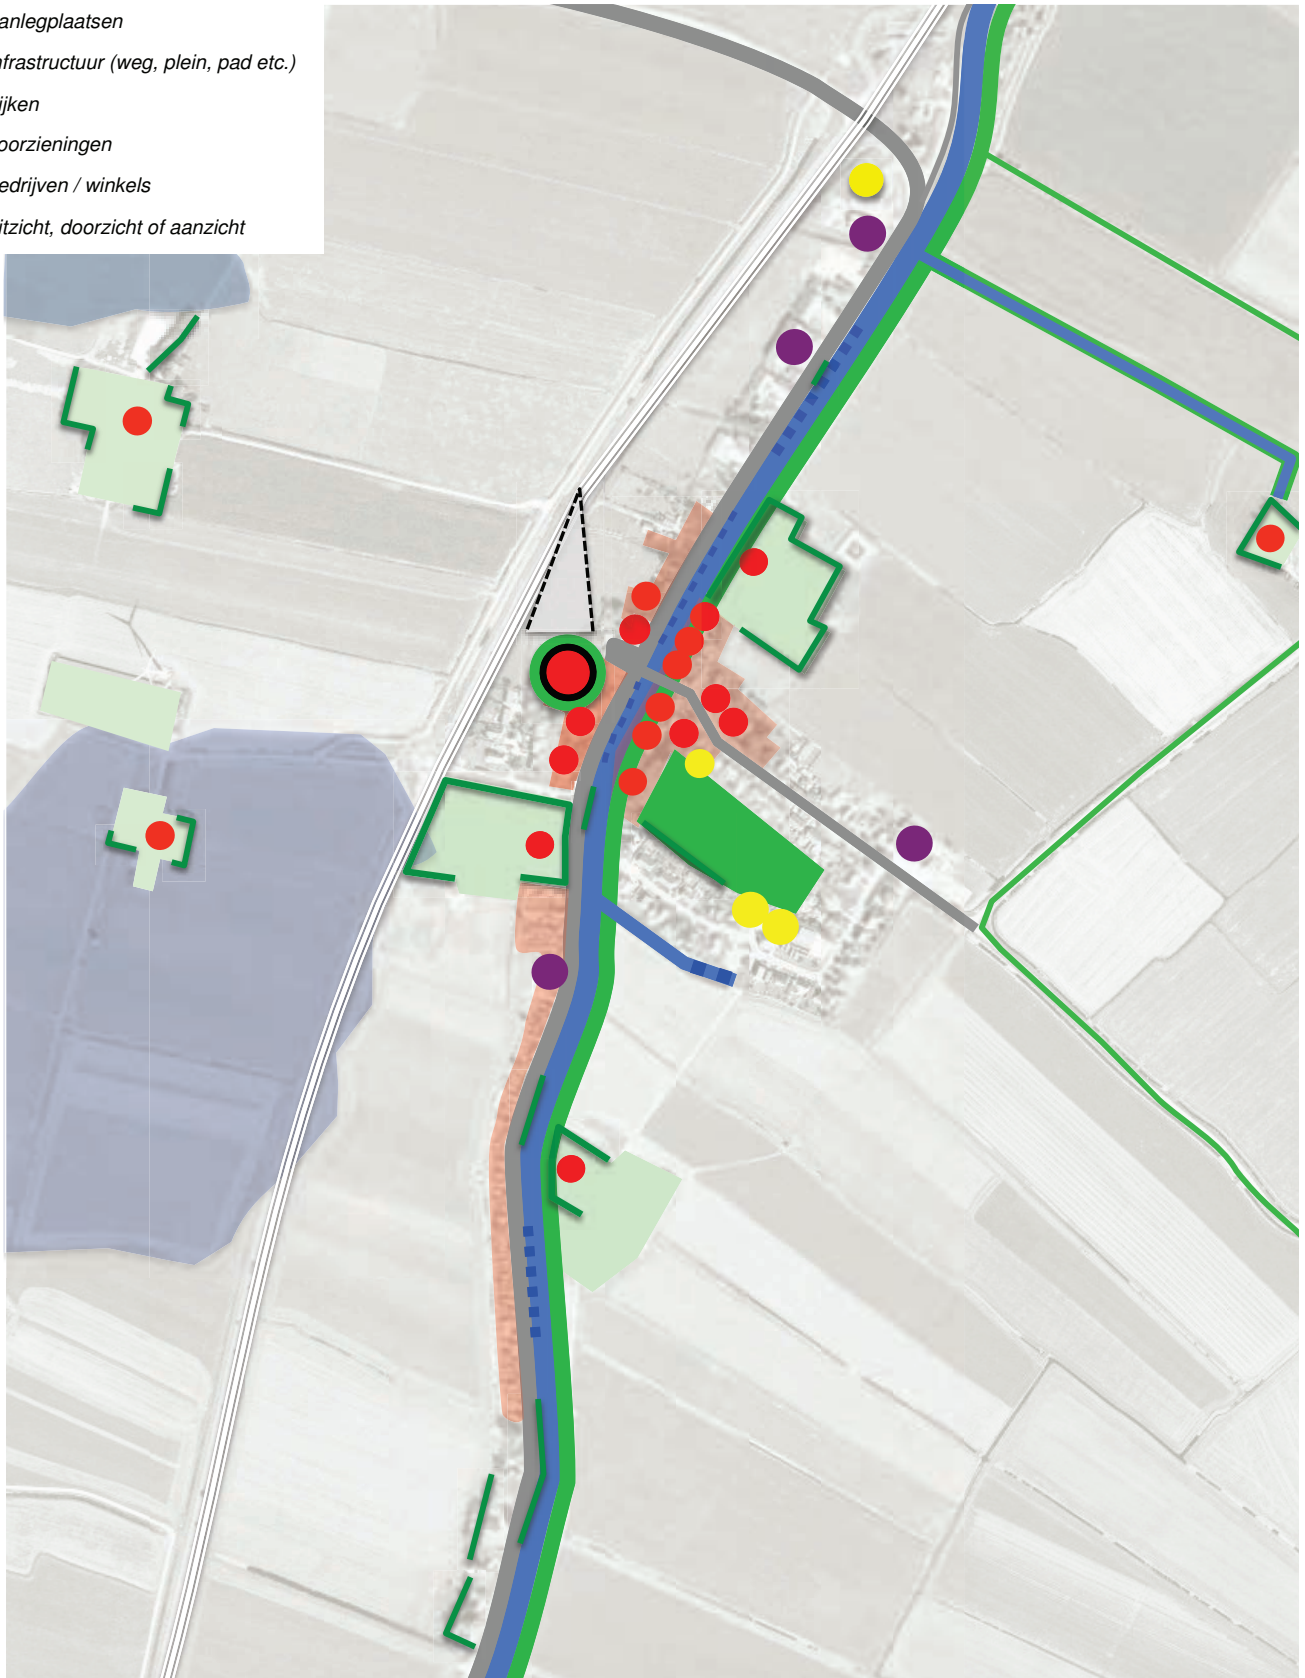 anlegplaatsen
nfrastructuur (weg, plein, pad etc.)
ijken
oorzieningen
edrijven / winkels
itzicht, doorzicht of aanzicht